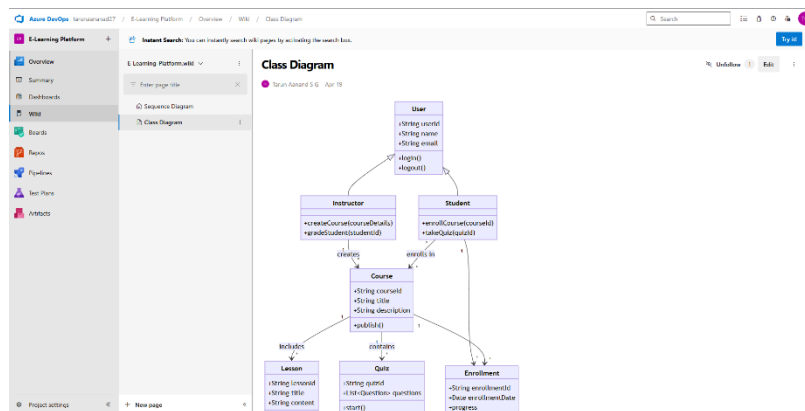 Azure DevOps tarunaanand27 / E-Learning Platform / Overview / Wiki / Class Diagram
Search
E-Learning Platform +
Instant Search: You can instantly search wiki pages by activating the search box.
Try it!
Overview
Summary
Dashboards
Wiki
Boards
Repos
Pipelines
Test Plans
Artifacts
Project settings
E-Learning-Platform.wiki
Enter page title
Sequence Diagram
Class Diagram
+ New page
Class Diagram
Tarun Aanand S G Apr 19
Unfollow 1 Edit
User
+String userId
+String name
+String email
+login()
+logout()
Instructor
+createCourse(courseDetails)
+gradeStudent(studentId)
Student
+enrollCourse(courseId)
+takeQuiz(quizId)
creates
enrolls in
Course
+String courseId
+String title
+String description
+publish()
includes
contains
Lesson
+String lessonId
+String title
+String content
Quiz
+String quizId
+List<Question> questions
+start()
Enrollment
+String enrollmentId
+Date enrollmentDate
+progress